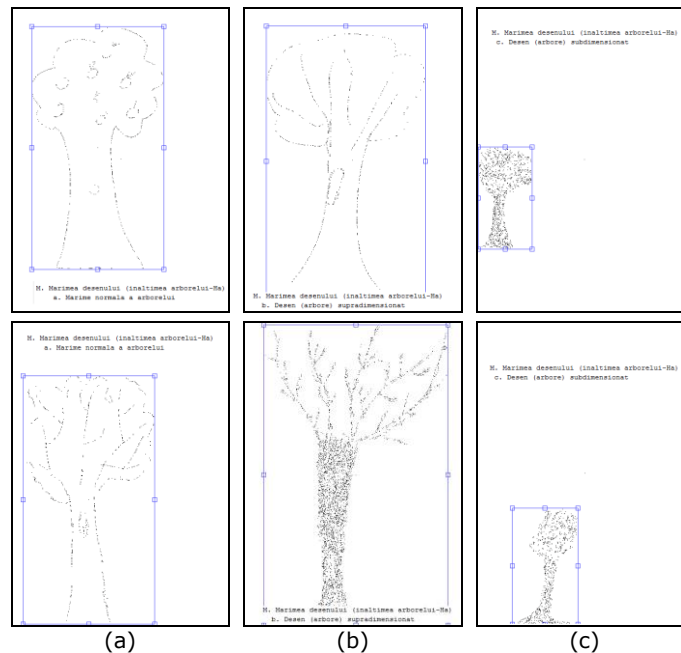 M. Marimea desenului (inaltimea arborelui-Ha)
a. Marime normala a arborelui
M. Marimea desenului (inaltimea arborelui-Ha)
b. Desen (arbore) supradimensionat
M. Marimea desenului (inaltimea arborelui-Ha)
c. Desen (arbore) subdimensionat
M. Marimea desenului (inaltimea arborelui-Ha)
a. Marime normala a arborelui
M. Marimea desenului (inaltimea arborelui-Ha)
b. Desen (arbore) supradimensionat
M. Marimea desenului (inaltimea arborelui-Ha)
c. Desen (arbore) subdimensionat
(a)
(b)
(c)